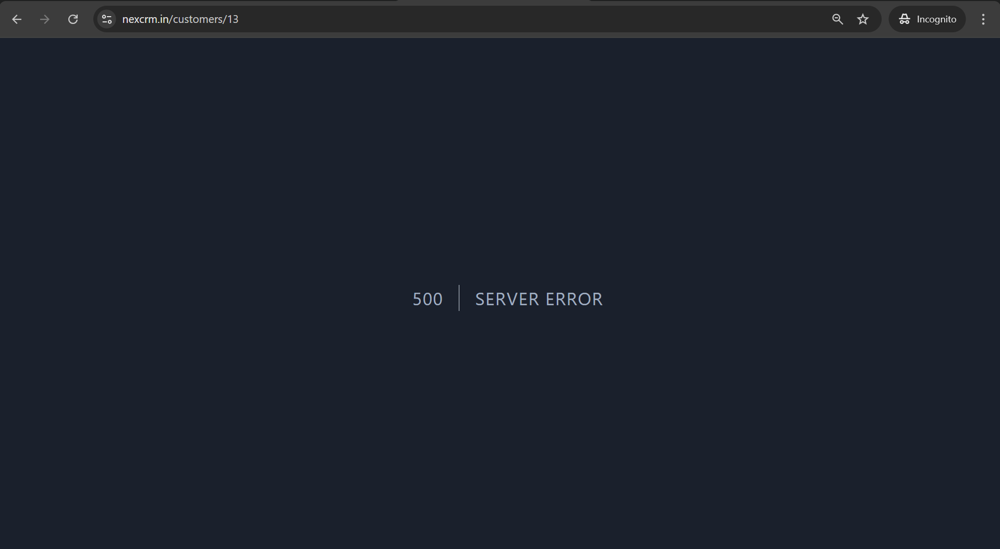 nexcrm.in/customers/13
Incognito
500
SERVER ERROR